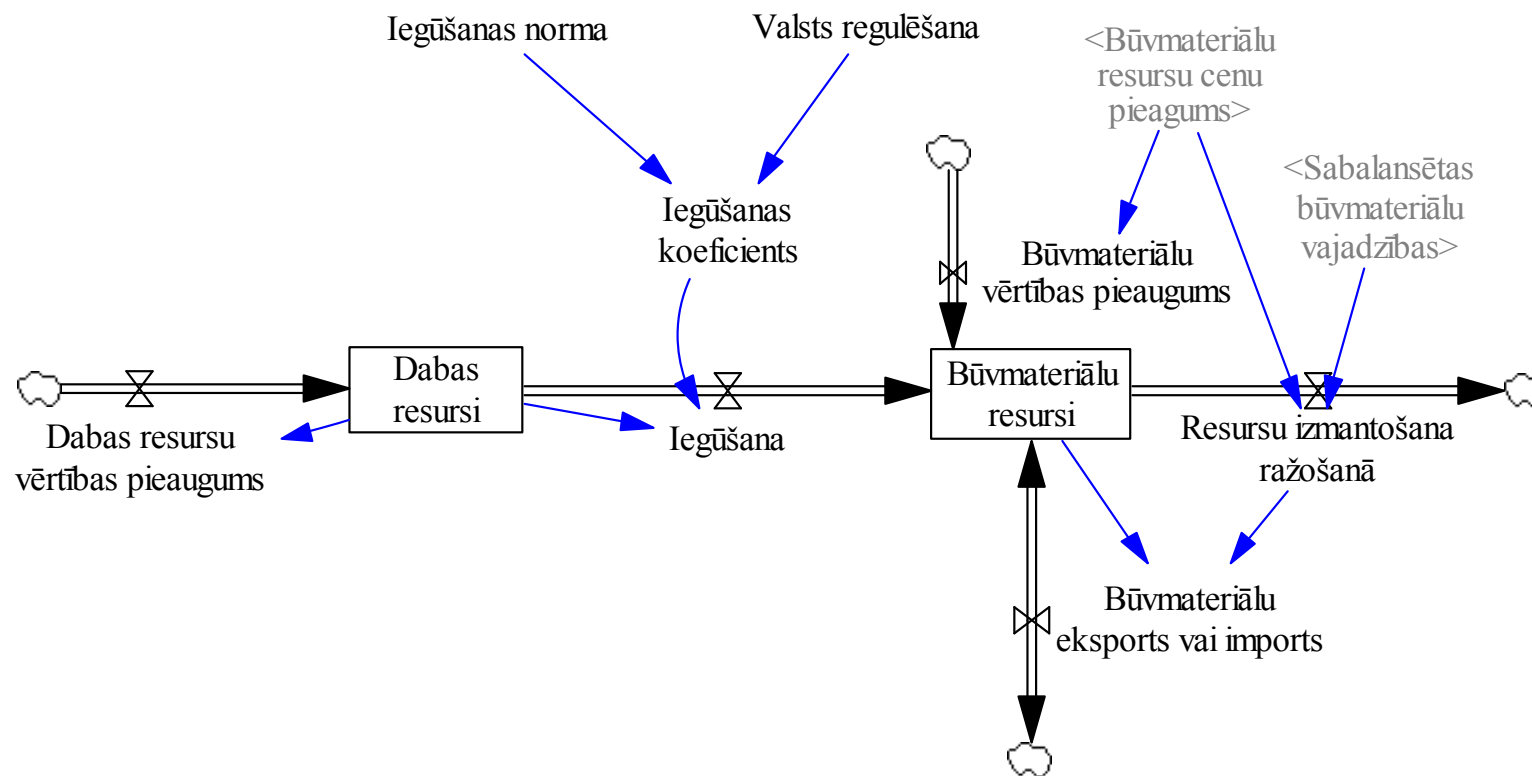 Iegūšanas norma
Valsts regulēšana
<Būvmateriālu
resursu cenu
pieagums>
<Sabalansētas
būvmateriālu
vajadzības>
Iegūšanas
koeficients
Būvmateriālu
vērtības pieaugums
Dabas
resursi
Būvmateriālu
resursi
Dabas resursu
vērtības pieaugums
Iegūšana
Resursu izmantošana
ražošanā
Būvmateriālu
eksports vai imports